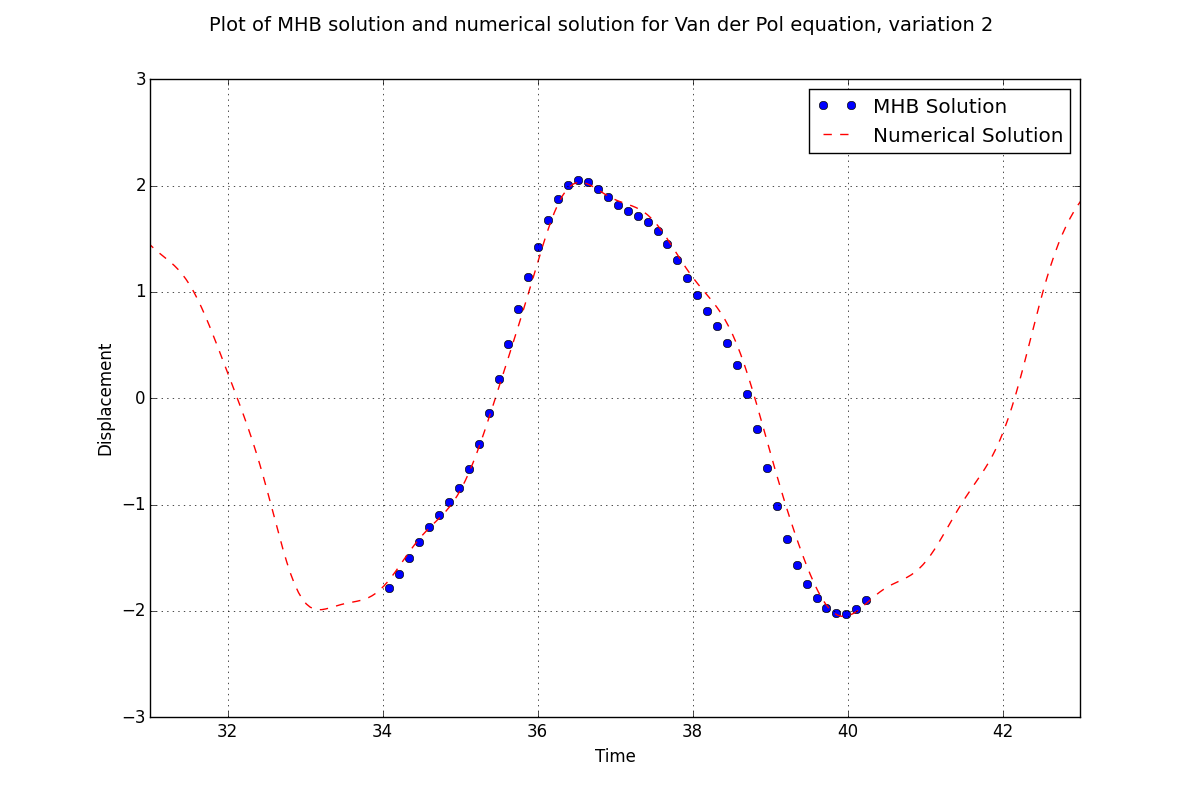 Plot of MHB solution and numerical solution for Van der Pol equation, variation 2
MHB Solution
Numerical Solution
3
2
1
0
−1
−2
−3
Displacement
32 34 36 38 40 42
Time